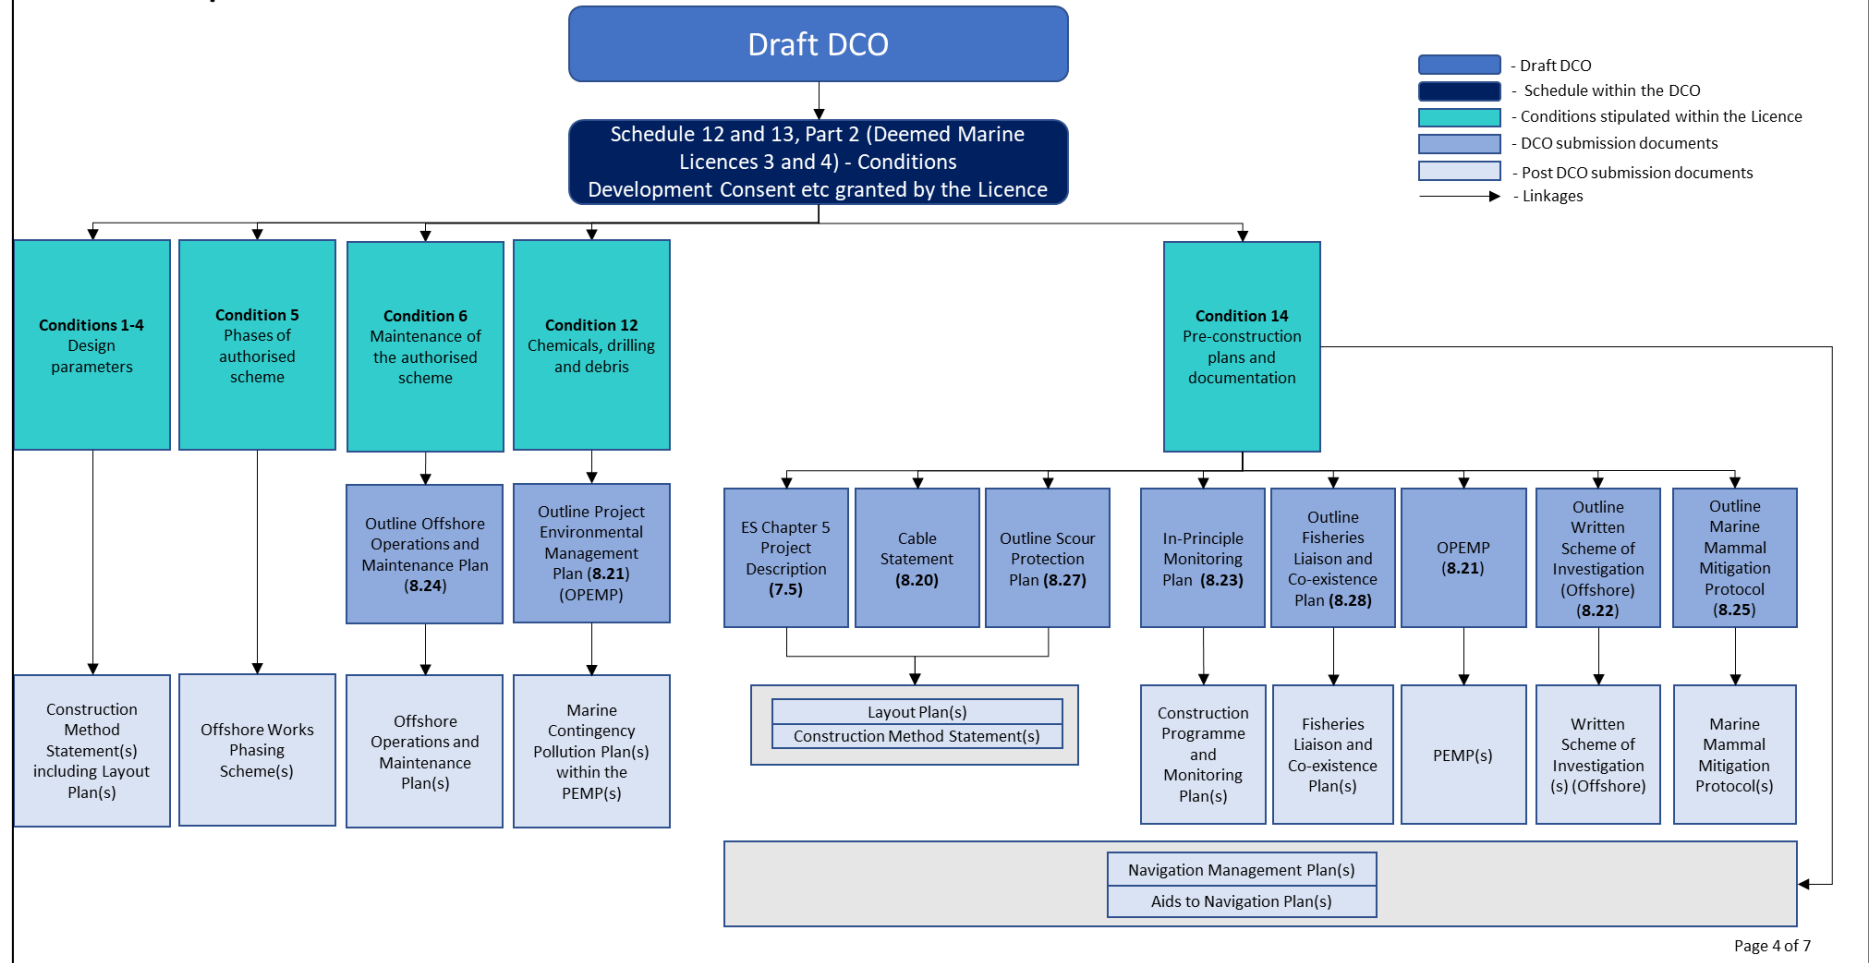 Draft DCO
- Draft DCO
- Schedule within the DCO
- Conditions stipulated within the Licence
- DCO submission documents
- Post DCO submission documents
- Linkages
Schedule 12 and 13, Part 2 (Deemed Marine
Licences 3 and 4) - Conditions
Development Consent etc granted by the Licence
Conditions 1-4
Design
parameters
Condition 5
Phases of
authorised
scheme
Condition 6
Maintenance of
the authorised
scheme
Condition 12
Chemicals, drilling
and debris
Condition 14
Pre-construction
plans and
documentation
Outline Offshore
Operations and
Maintenance Plan
(8.24)
Outline Project
Environmental
Management
Plan (8.21)
(OPEMP)
ES Chapter 5
Project
Description
(7.5)
Cable
Statement
(8.20)
Outline Scour
Protection
Plan (8.27)
In-Principle
Monitoring
Plan (8.23)
Outline
Fisheries
Liaison and
Co-existence
Plan (8.28)
OPEMP
(8.21)
Outline
Written
Scheme of
Investigation
(Offshore)
(8.22)
Outline
Marine
Mammal
Mitigation
Protocol
(8.25)
Construction
Method
Statement(s)
including Layout
Plan(s)
Offshore Works
Phasing
Scheme(s)
Offshore
Operations and
Maintenance
Plan(s)
Marine
Contingency
Pollution Plan(s)
within the
PEMP(s)
Layout Plan(s)
Construction Method Statement(s)
Construction
Programme
and
Monitoring
Plan(s)
Fisheries
Liaison and
Co-existence
Plan(s)
PEMP(s)
Written
Scheme of
Investigation
(s) (Offshore)
Marine
Mammal
Mitigation
Protocol(s)
Navigation Management Plan(s)
Aids to Navigation Plan(s)
Page 4 of 7